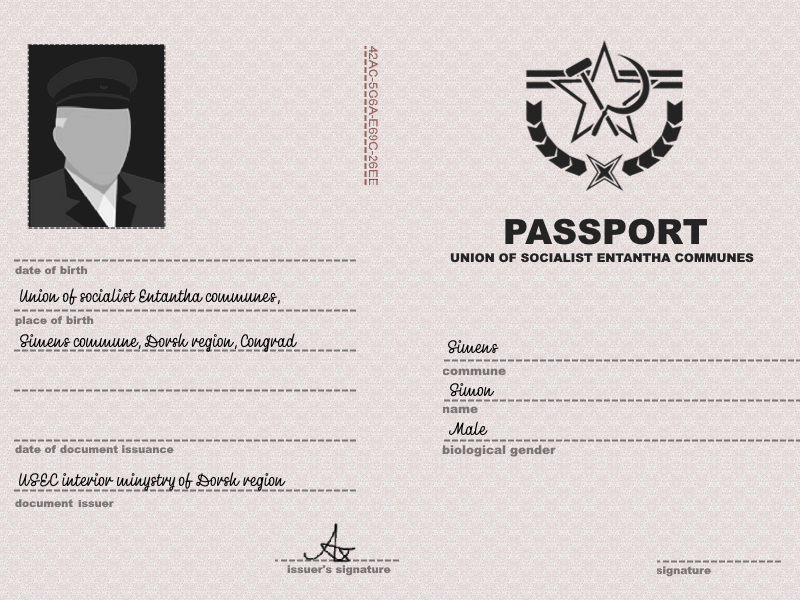 42AC-5G6A-E69C-26EE
date of birth
Union of socialist Entantha communes,
place of birth
Simens commune, Dorsk region, Congrad
date of document issuance
USEC interior minystry of Dorsk region
document issuer
issuer's signature
PASSPORT
UNION OF SOCIALIST ENTANTHA COMMUNES
Simens
commune
Simon
name
Male
biological gender
signature